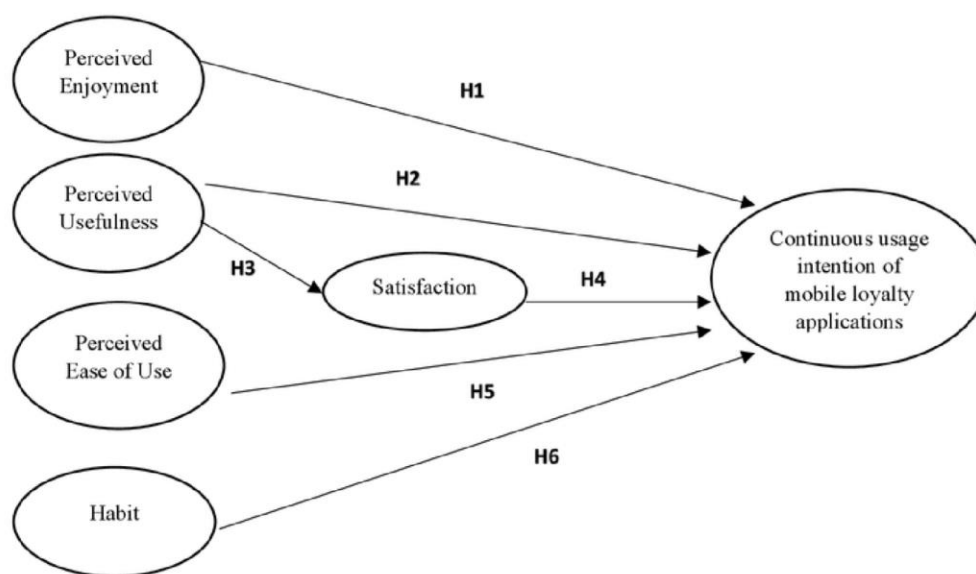 Perceived
Enjoyment
H1
Perceived
Usefulness
H2
H3
Satisfaction
H4
Continuous usage
intention of
mobile loyalty
applications
Perceived
Ease of Use
H5
Habit
H6